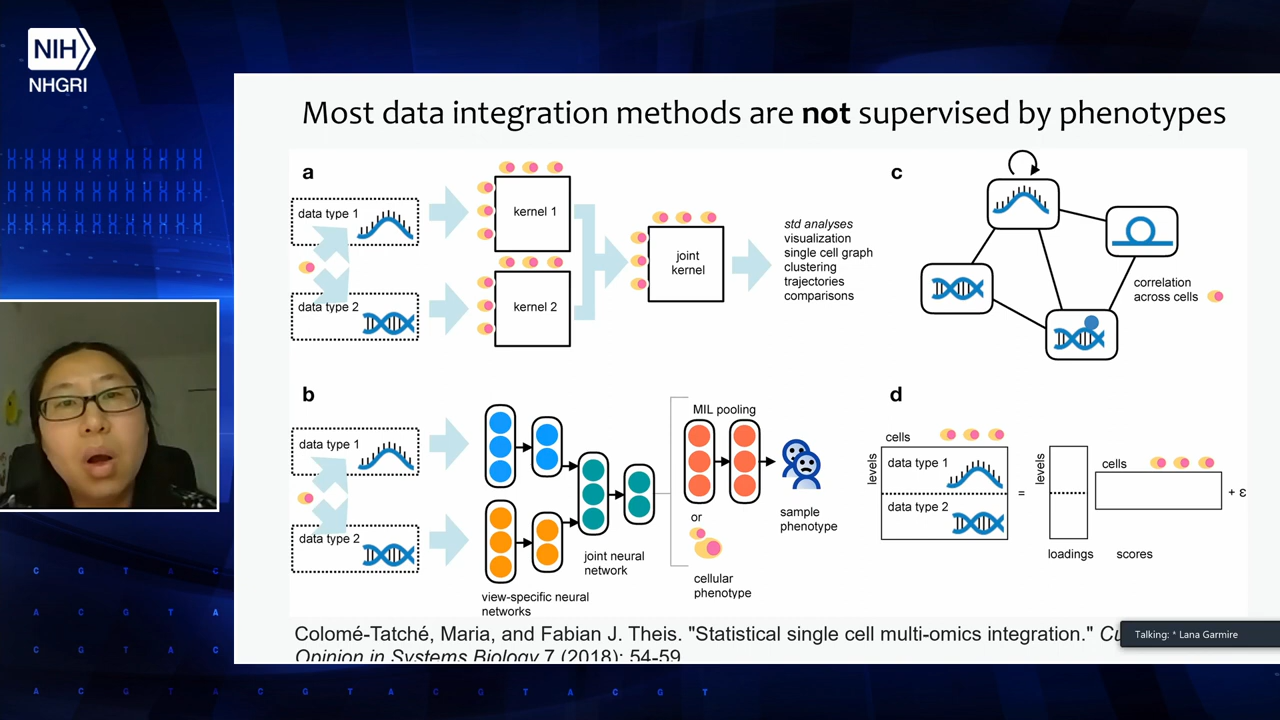 NIH
NHGRI
Most data integration methods are not supervised by phenotypes
a
data type 1
data type 2
kernel 1
kernel 2
joint
kernel
std analyses
visualization
single cell graph
clustering
trajectories
comparisons
c
correlation
across cells
b
data type 1
data type 2
view-specific neural
networks
joint neural
network
MIL pooling
or
cellular
phenotype
sample
phenotype
d
cells
levels
data type 1
data type 2
=
levels
loadings
cells
scores
+ ε
Colomé-Tatché, Maria, and Fabian J. Theis. "Statistical single cell multi-omics integration." Cu
Opinion in Systems Biology 7 (2018): 54-59
Talking: * Lana Garmire
C G T A C
A C G T A
C G T A C
A C G T A C G T A C G T